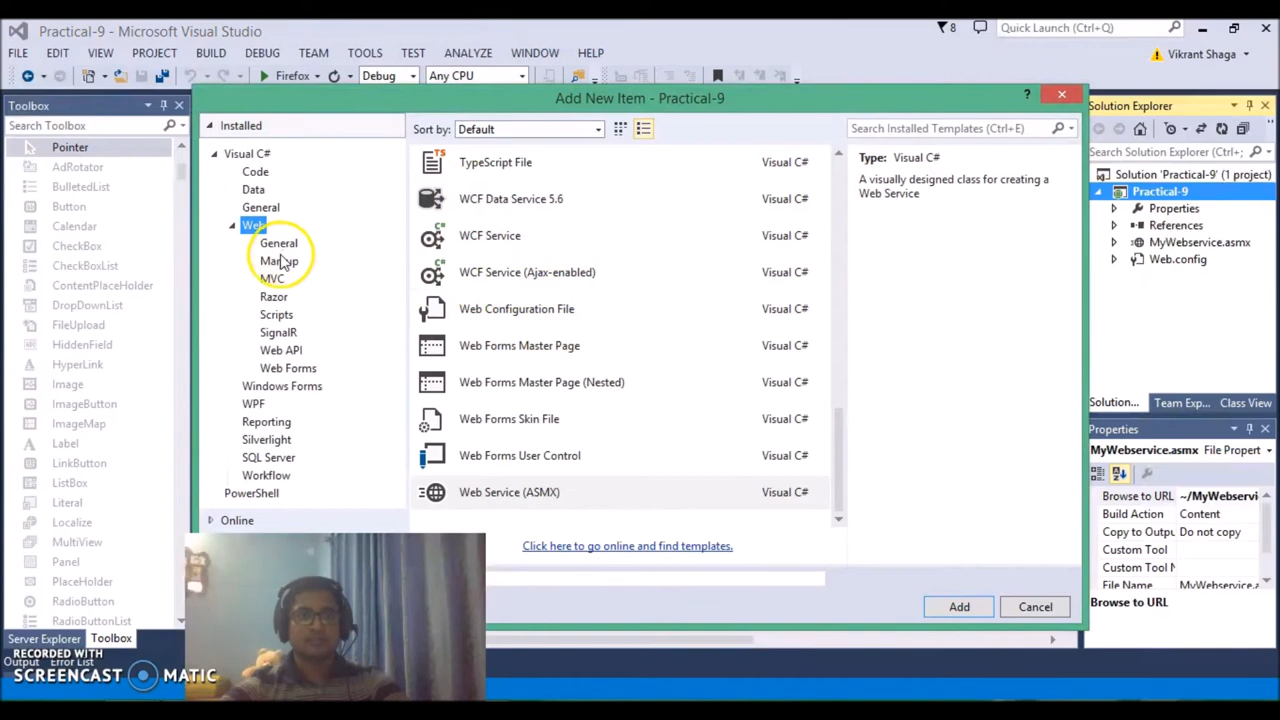 Practical-9 - Microsoft Visual Studio
8
Quick Launch (Ctrl+Q)
FILE EDIT VIEW PROJECT BUILD DEBUG TEAM TOOLS TEST ANALYZE WINDOW HELP
Vikrant Shaga
Firefox Debug Any CPU
Toolbox
Search Toolbox
Pointer
AdRotator
BulletedList
Button
Calendar
CheckBox
CheckBoxList
ContentPlaceHolder
DropDownList
FileUpload
HiddenField
HyperLink
Image
ImageButton
ImageMap
Label
LinkButton
ListBox
Literal
Localize
MultiView
Panel
PlaceHolder
RadioButton
RadioButtonList
Server Explorer Toolbox
Output Error List
Add New Item - Practical-9
?
Installed
Visual C#
Code
Data
General
Web
General
Markup
MVC
Razor
Scripts
SignalR
Web API
Web Forms
Windows Forms
WPF
Reporting
Silverlight
SQL Server
Workflow
PowerShell
Online
Sort by: Default
Search Installed Templates (Ctrl+E)
TypeScript File Visual C#
WCF Data Service 5.6 Visual C#
WCF Service Visual C#
WCF Service (Ajax-enabled) Visual C#
Web Configuration File Visual C#
Web Forms Master Page Visual C#
Web Forms Master Page (Nested) Visual C#
Web Forms Skin File Visual C#
Web Forms User Control Visual C#
Web Service (ASMX) Visual C#
Click here to go online and find templates.
Type: Visual C#
A visually designed class for creating a
Web Service
Add Cancel
Solution Explorer
Search Solution Explorer (Ctrl+;
Solution 'Practical-9' (1 project)
Practical-9
Properties
References
MyWebservice.asmx
Web.config
Solution... Team Exp... Class View
Properties
MyWebservice.asmx File Propert
Browse to URL ~/MyWebservi
Build Action Content
Copy to Outpu Do not copy
Custom Tool
Custom Tool N
File Name MyWebservice.a
Browse to URL
RECORDED WITH
SCREENCAST MATIC